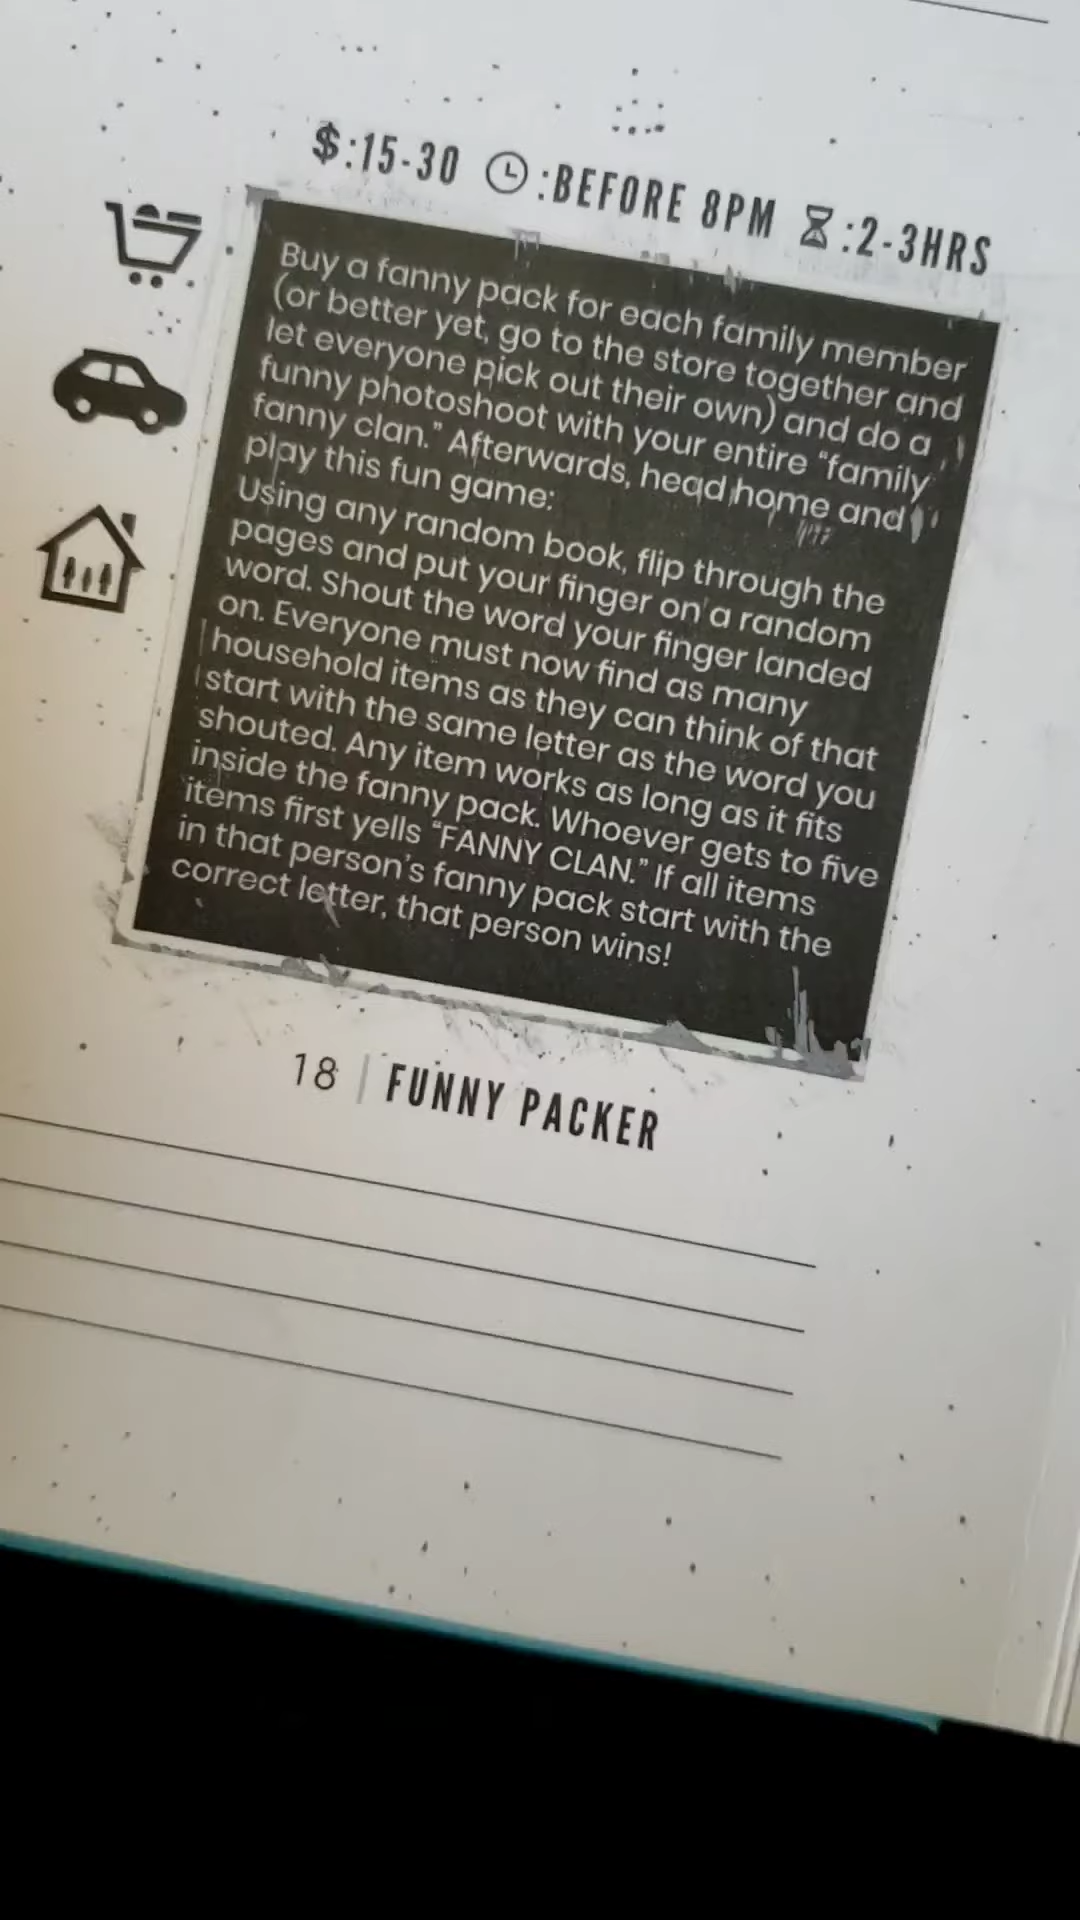 $:15-30 :BEFORE 8PM :2-3HRS
Buy a fanny pack for each family member
(or better yet, go to the store together and
let everyone pick out their own) and do a
funny photoshoot with your entire “family
fanny clan.” Afterwards, head home and
play this fun game:
Using any random book, flip through the
pages and put your finger on a random
word. Shout the word your finger landed
on. Everyone must now find as many
household items as they can think of that
start with the same letter as the word you
shouted. Any item works as long as it fits
inside the fanny pack. Whoever gets to five
items first yells “FANNY CLAN.” If all items
in that person’s fanny pack start with the
correct letter, that person wins!
18 | FUNNY PACKER